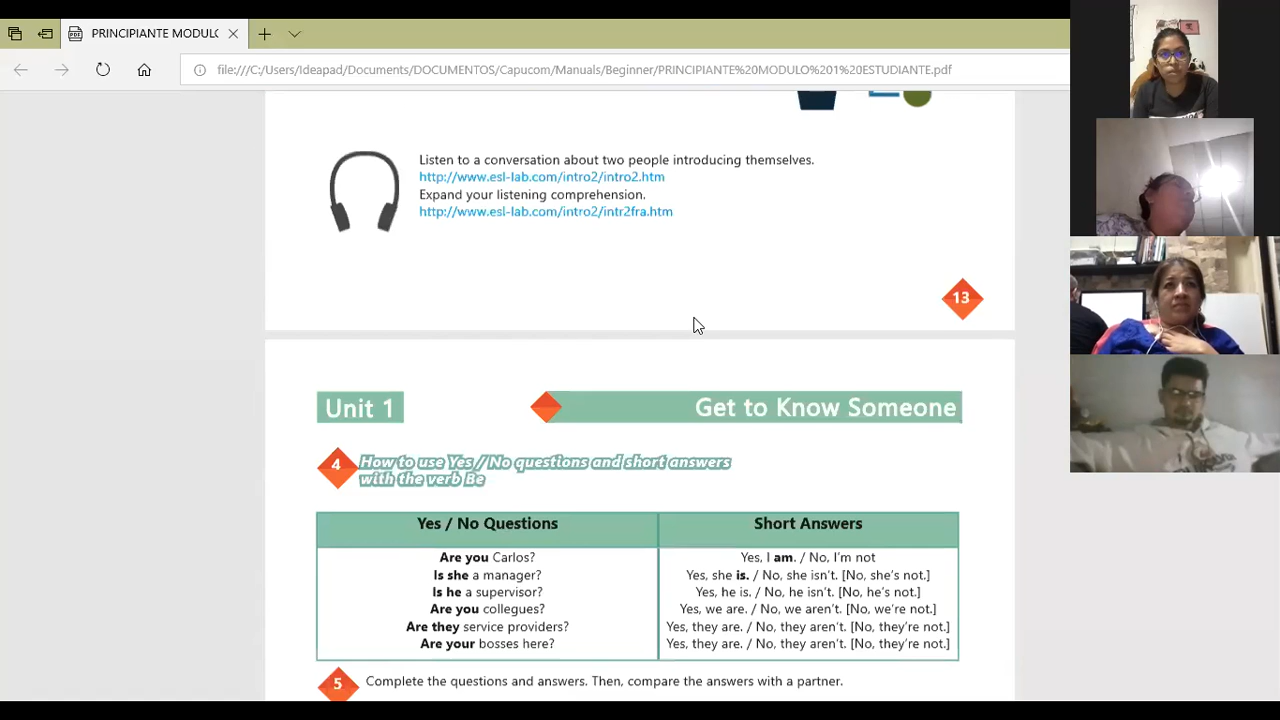 PRINCIPIANTE MODULO
file:///C:/Users/Ideapad/Documents/DOCUMENTOS/Capucom/Manuals/Beginner/PRINCIPIANTE%20MODULO%201%20ESTUDIANTE.pdf
Listen to a conversation about two people introducing themselves.
http://www.esl-lab.com/intro2/intro2.htm
Expand your listening comprehension.
http://www.esl-lab.com/intro2/intr2fra.htm
13
Unit 1 Get to Know Someone
4 How to use Yes / No questions and short answers
with the verb Be
Yes / No Questions Short Answers
Are you Carlos? Yes, I am. / No, I'm not
Is she a manager? Yes, she is. / No, she isn't. [No, she's not.]
Is he a supervisor? Yes, he is. / No, he isn't. [No, he's not.]
Are you collegues? Yes, we are. / No, we aren't. [No, we're not.]
Are they service providers? Yes, they are. / No, they aren't. [No, they're not.]
Are your bosses here? Yes, they are. / No, they aren't. [No, they're not.]
5 Complete the questions and answers. Then, compare the answers with a partner.